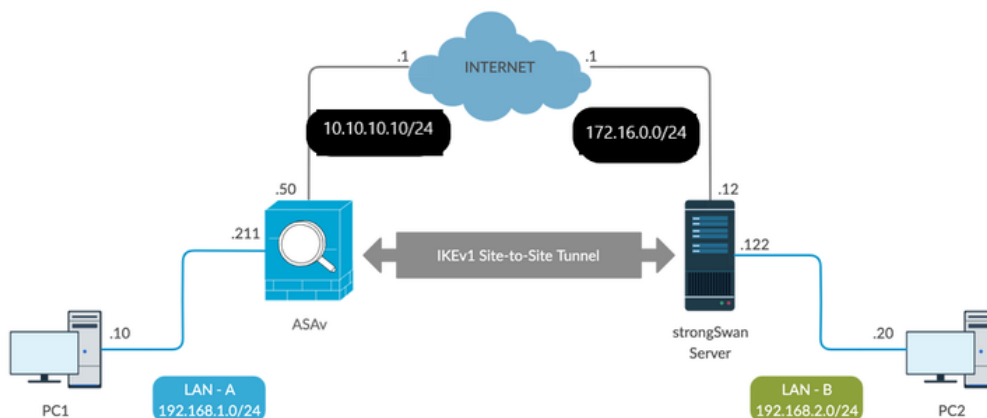 INTERNET
.1
.1
10.10.10.10/24
172.16.0.0/24
.50
.12
.211
.122
IKEv1 Site-to-Site Tunnel
ASAv
strongSwan
Server
.10
.20
PC1
LAN - A
192.168.1.0/24
LAN - B
192.168.2.0/24
PC2